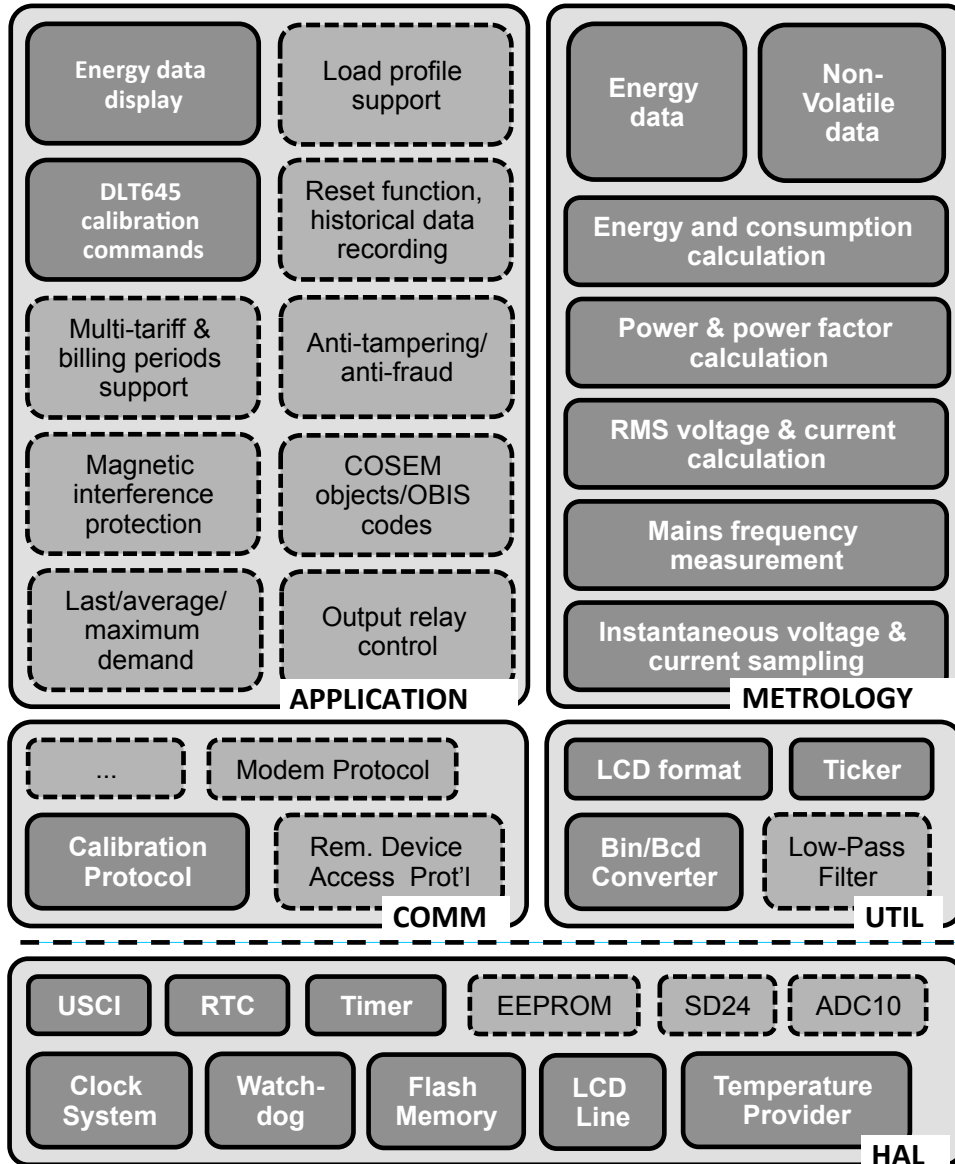 Energy data
display
Load profile
support
DLT645
calibration
commands
Reset function,
historical data
recording
Multi-tariff &
billing periods
support
Anti-tampering/
anti-fraud
Magnetic
interference
protection
COSEM
objects/OBIS
codes
Last/average/
maximum
demand
Output relay
control
APPLICATION
Energy
data
Non-
Volatile
data
Energy and consumption
calculation
Power & power factor
calculation
RMS voltage & current
calculation
Mains frequency
measurement
Instantaneous voltage &
current sampling
METROLOGY
...
Modem Protocol
Calibration
Protocol
Rem. Device
Access Prot'l
COMM
LCD format
Ticker
Bin/Bcd
Converter
Low-Pass
Filter
UTIL
USCI
RTC
Timer
EEPROM
SD24
ADC10
Clock
System
Watch-
dog
Flash
Memory
LCD
Line
Temperature
Provider
HAL